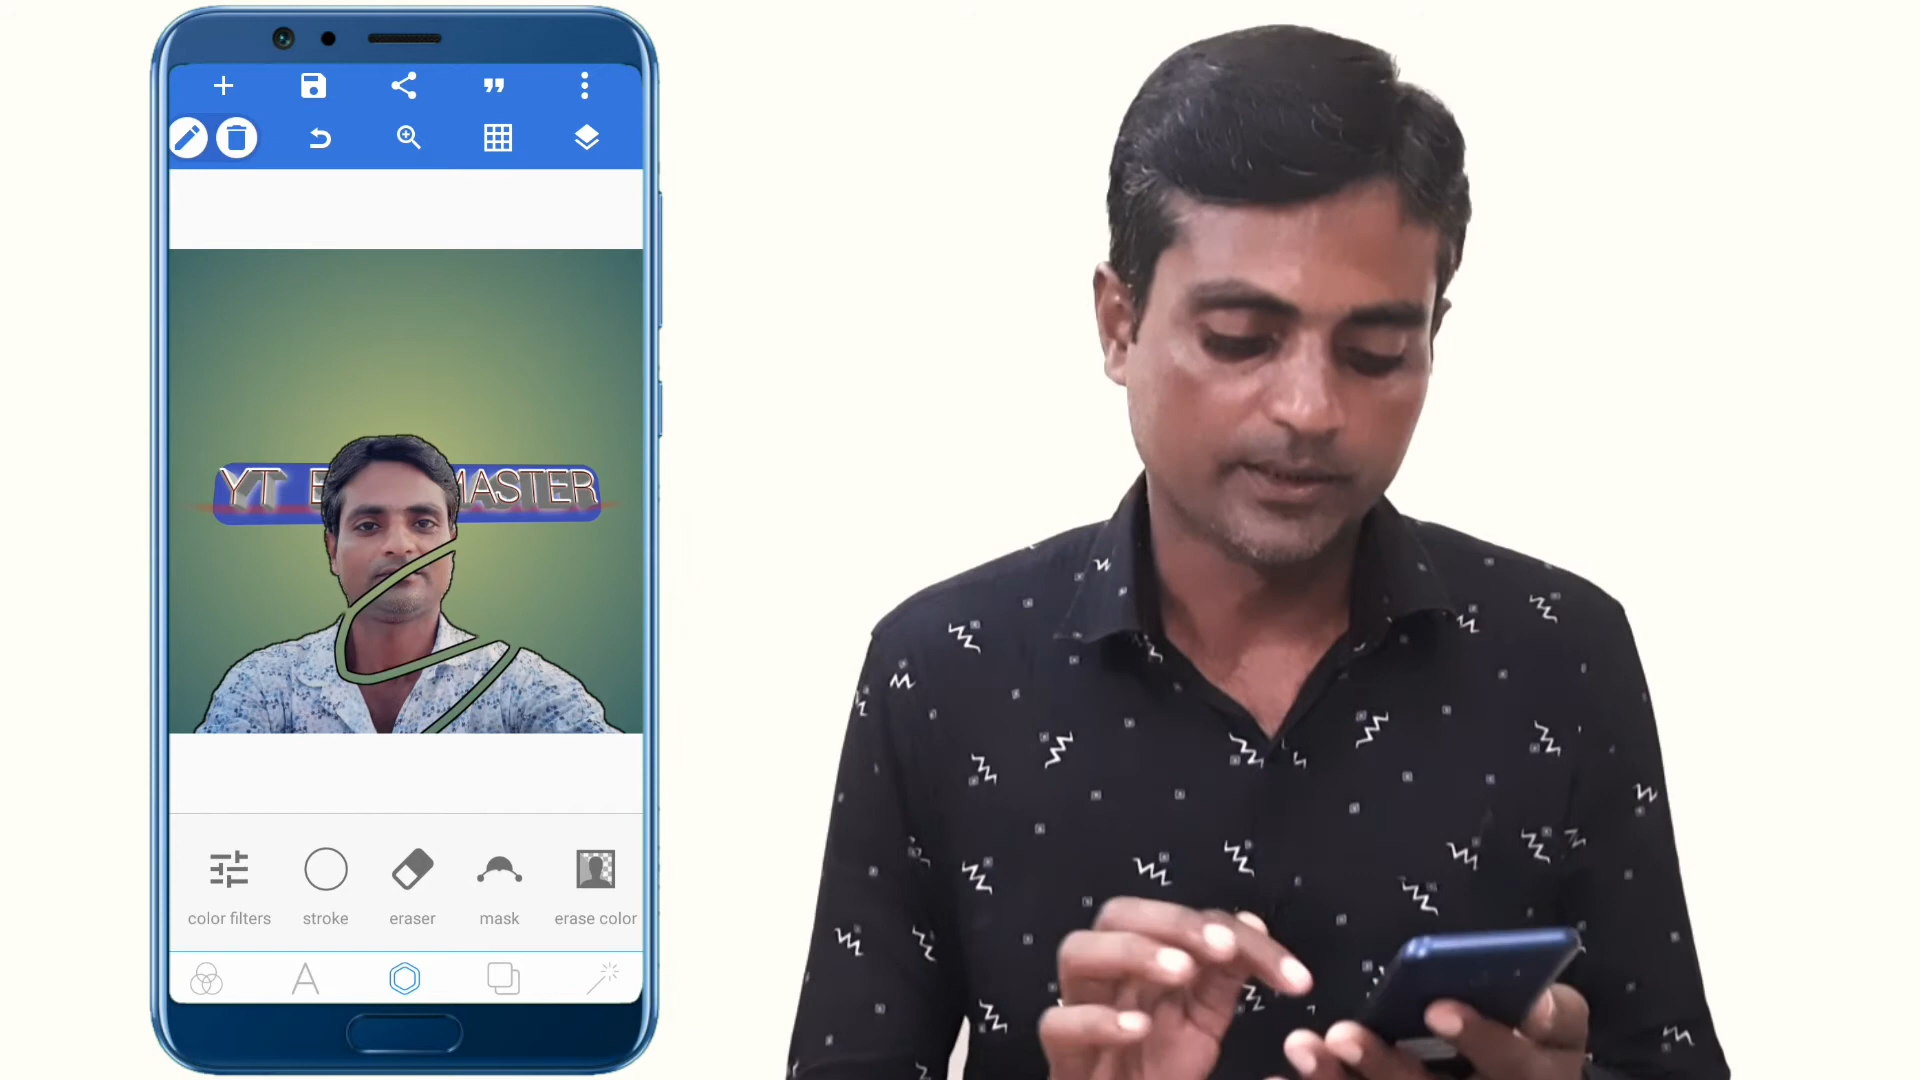 YT E MASTER
color filters
stroke
eraser
mask
erase color
A